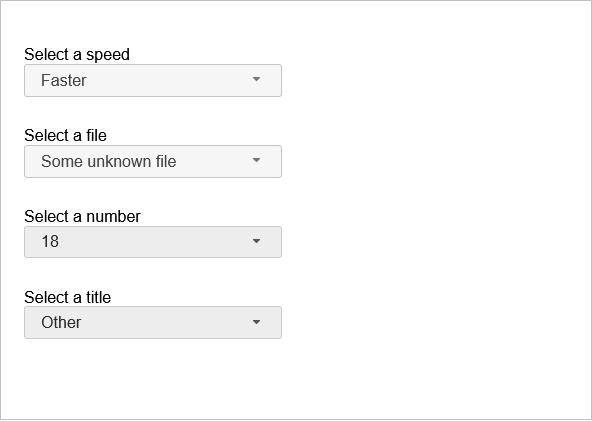 Select a speed
Faster
Select a file
Some unknown file
Select a number
18
Select a title
Other